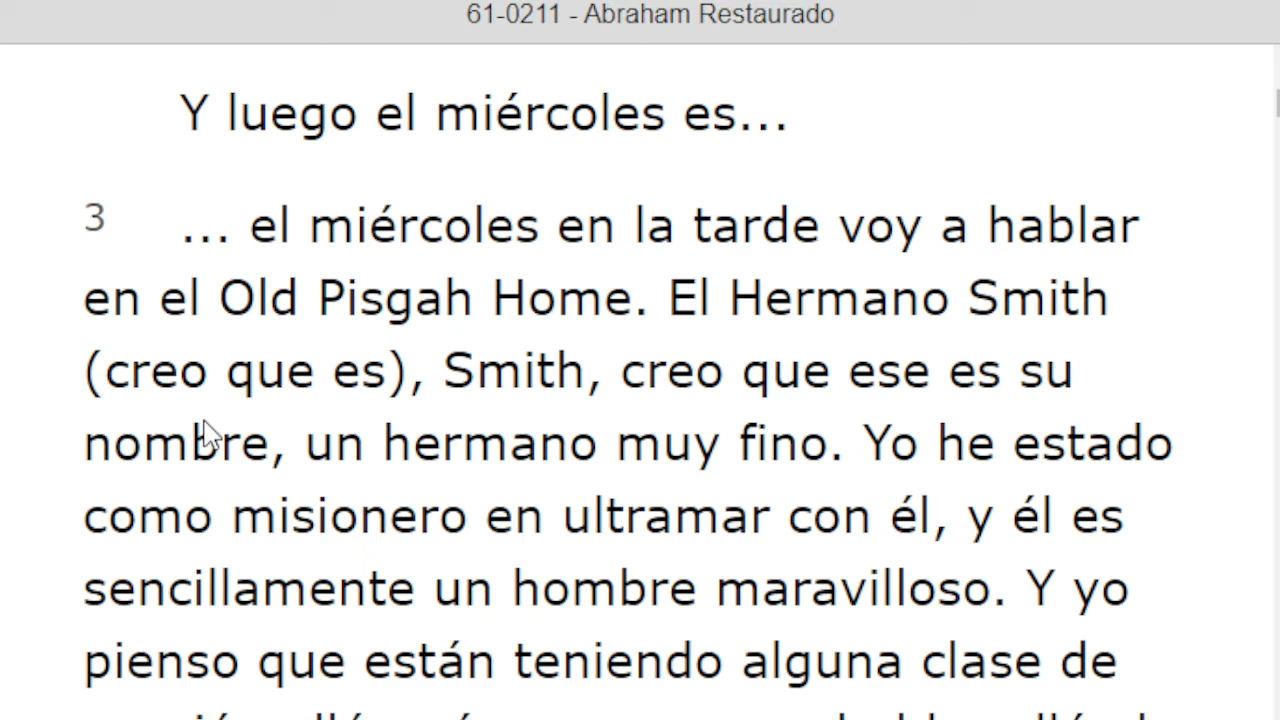 61-0211 - Abraham Restaurado
Y luego el miércoles es...
3 ... el miércoles en la tarde voy a hablar
en el Old Pisgah Home. El Hermano Smith
(creo que es), Smith, creo que ese es su
nombre, un hermano muy fino. Yo he estado
como misionero en ultramar con él, y él es
sencillamente un hombre maravilloso. Y yo
pienso que están teniendo alguna clase de